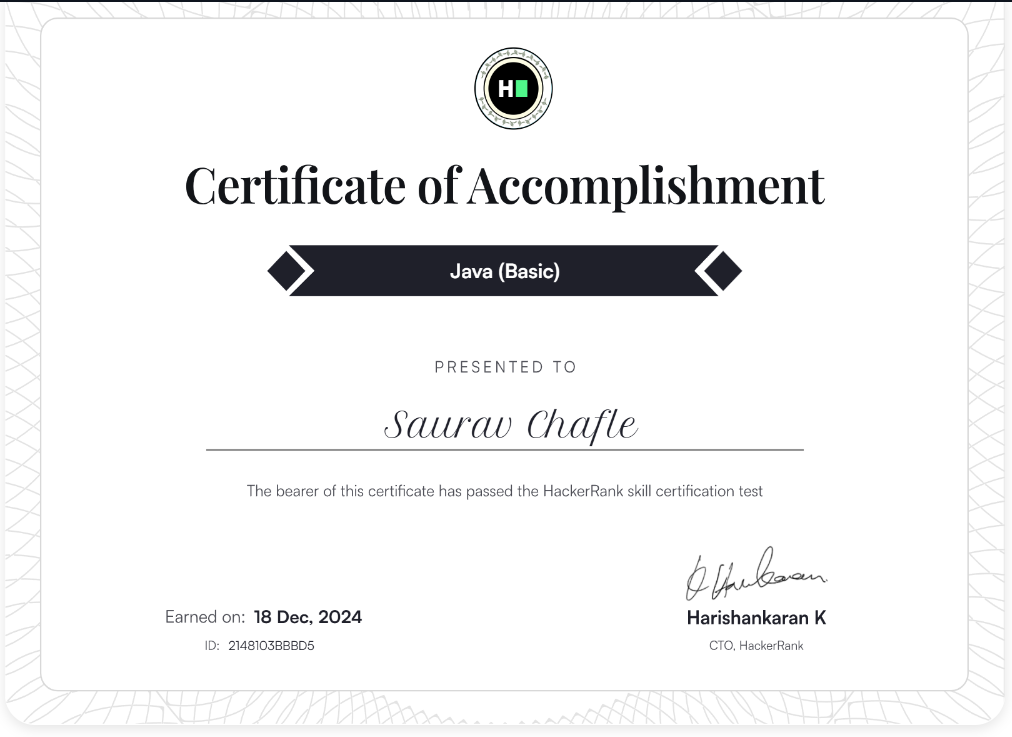 H
Certificate of Accomplishment
Java (Basic)
PRESENTED TO
Saurav Chafle
The bearer of this certificate has passed the HackerRank skill certification test
Earned on: 18 Dec, 2024
ID: 2148103BBBD5
Harishankaran K
CTO, HackerRank